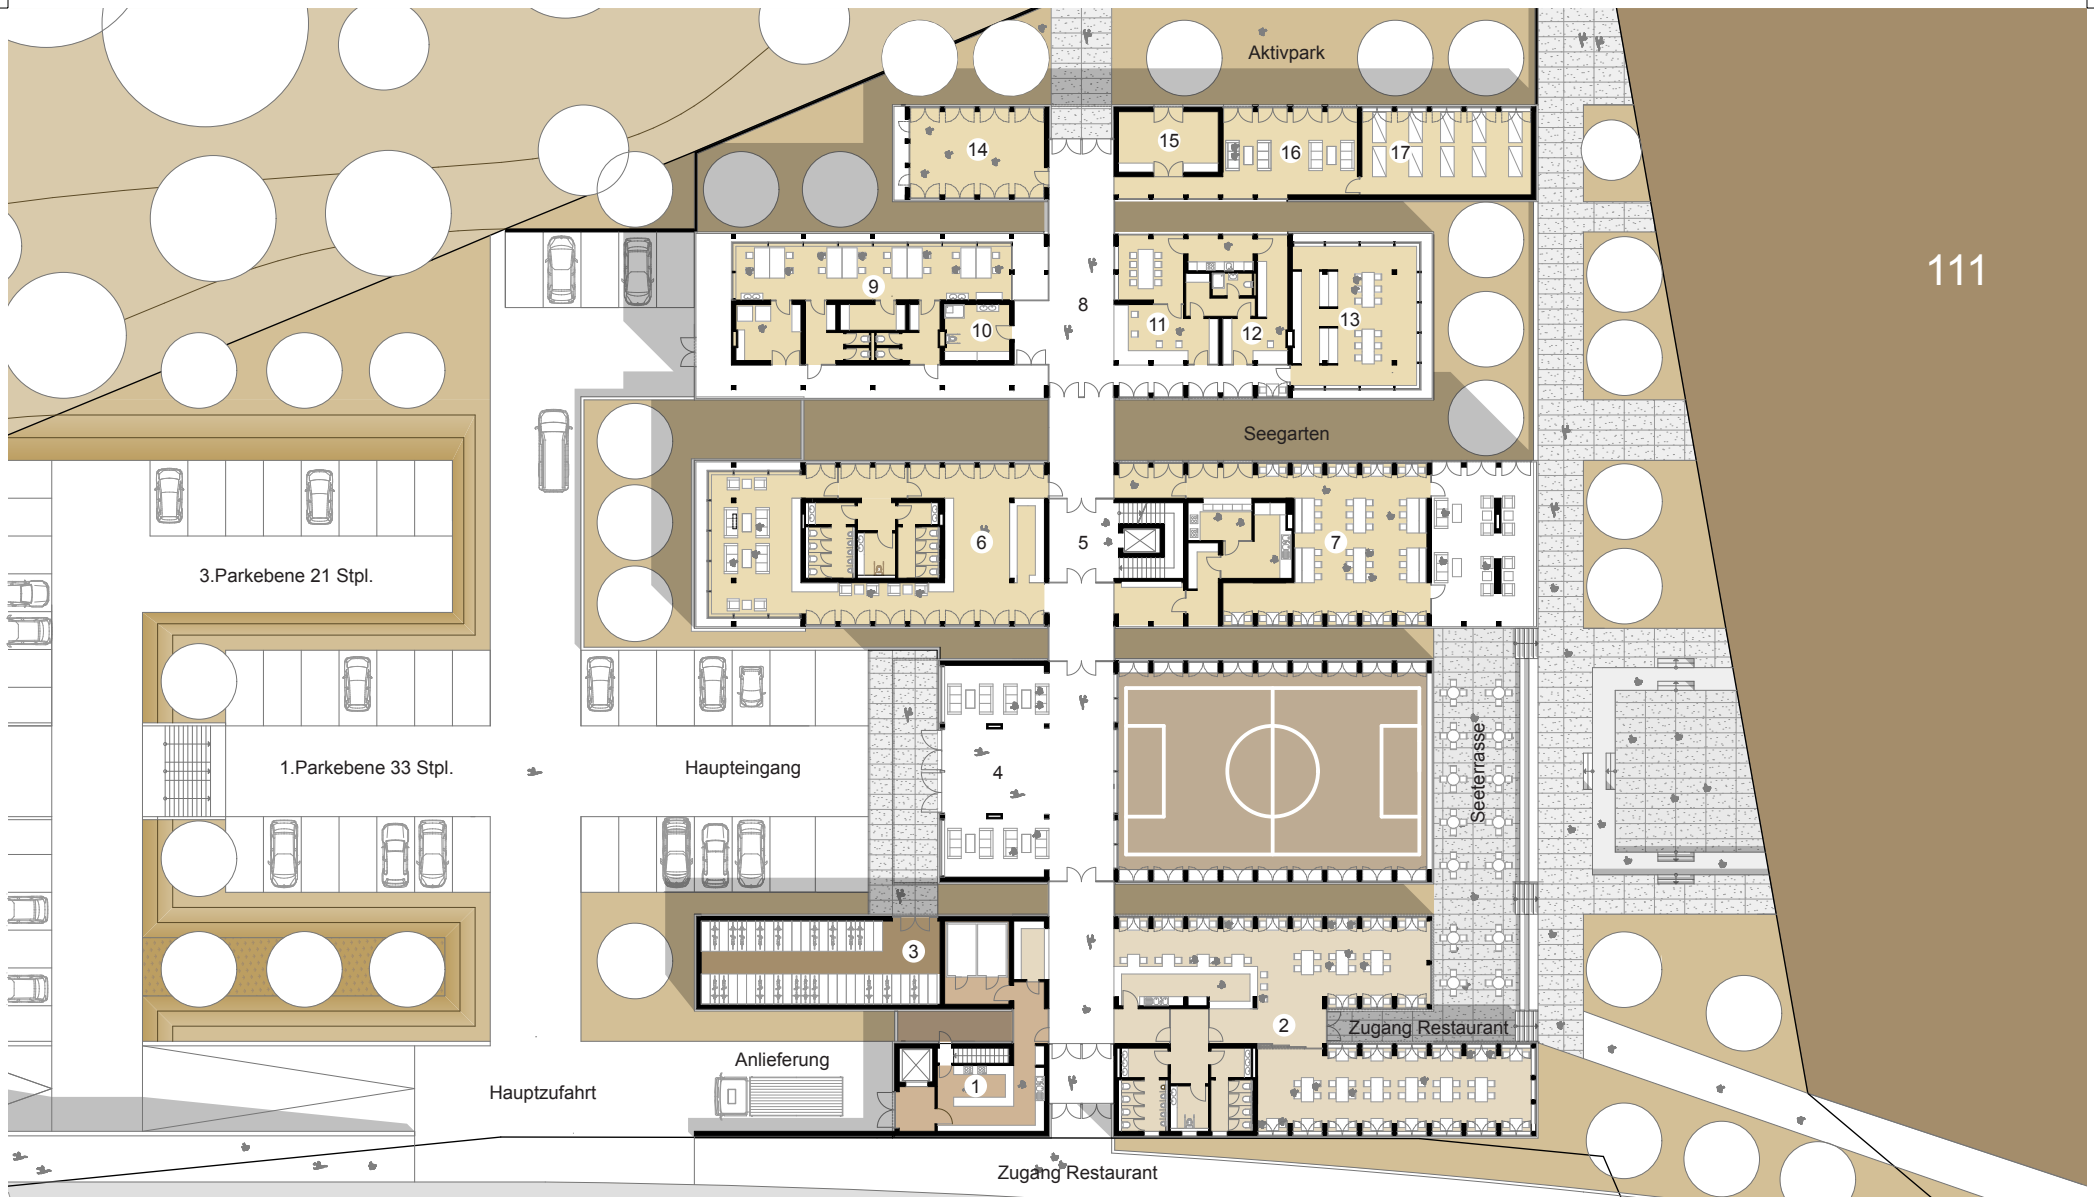 Aktivpark
14
15
16
17
111
9
10
8
11
12
13
Seegarten
6
5
7
3.Parkebene 21 Stpl.
1.Parkebene 33 Stpl.
Haupteingang
4
Seeterrasse
3
2
Zugang Restaurant
Anlieferung
1
Hauptzufahrt
Zugang Restaurant